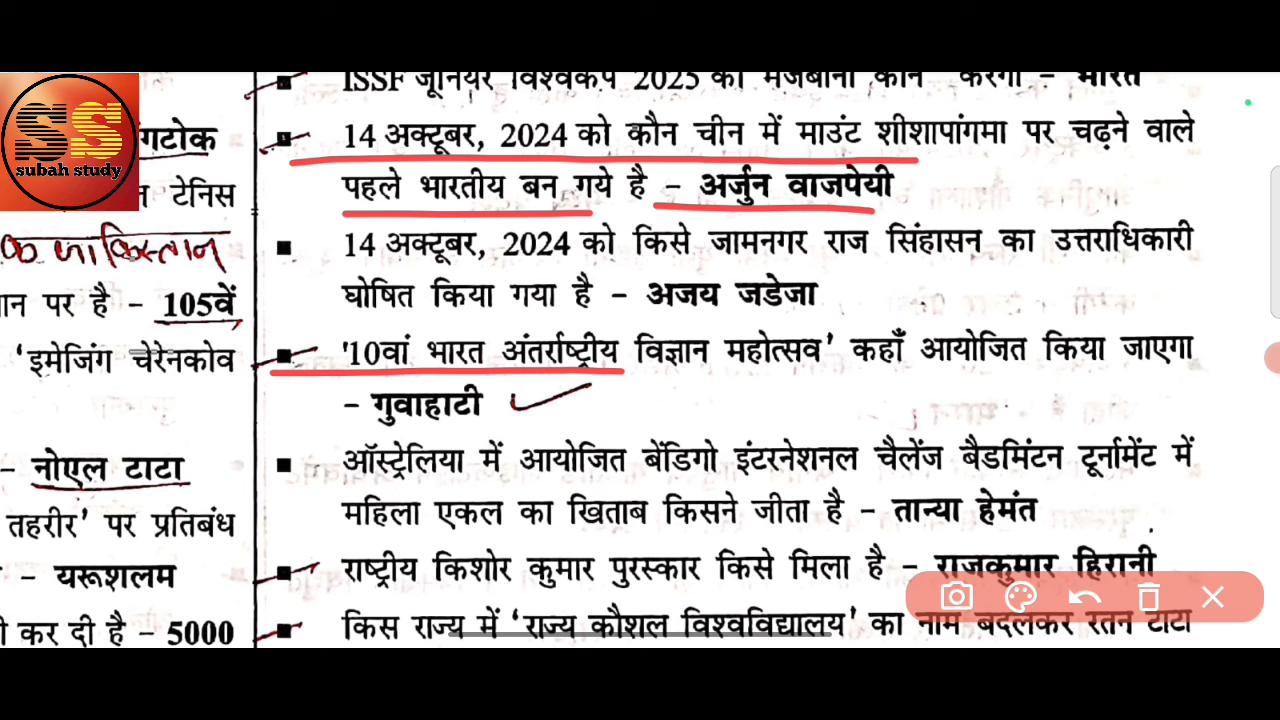 SS
subah study
गटोक
न टेनिस
जाकिस्तान
ान पर है – 105वें
‘इमेजिंग चेरेनकोव
– नोएल टाटा
तहरीर’ पर प्रतिबंध
– यरूशलम
ी कर दी है – 5000
ISSF जूनियर विश्वकप 2025 की मेजबानी कौन करेगा – भारत
14 अक्टूबर, 2024 को कौन चीन में माउंट शीशापांगमा पर चढ़ने वाले
पहले भारतीय बन गये है – अर्जुन वाजपेयी
14 अक्टूबर, 2024 को किसे जामनगर राज सिंहासन का उत्तराधिकारी
घोषित किया गया है – अजय जडेजा
'10वां भारत अंतर्राष्ट्रीय विज्ञान महोत्सव’ कहाँ आयोजित किया जाएगा
– गुवाहाटी
ऑस्ट्रेलिया में आयोजित बेंडिगो इंटरनेशनल चैलेंज बैडमिंटन टूर्नामेंट में
महिला एकल का खिताब किसने जीता है – तान्या हेमंत
राष्ट्रीय किशोर कुमार पुरस्कार किसे मिला है – राजकुमार हिरानी
किस राज्य में ‘राज्य कौशल विश्वविद्यालय’ का नाम बदलकर रतन टाटा